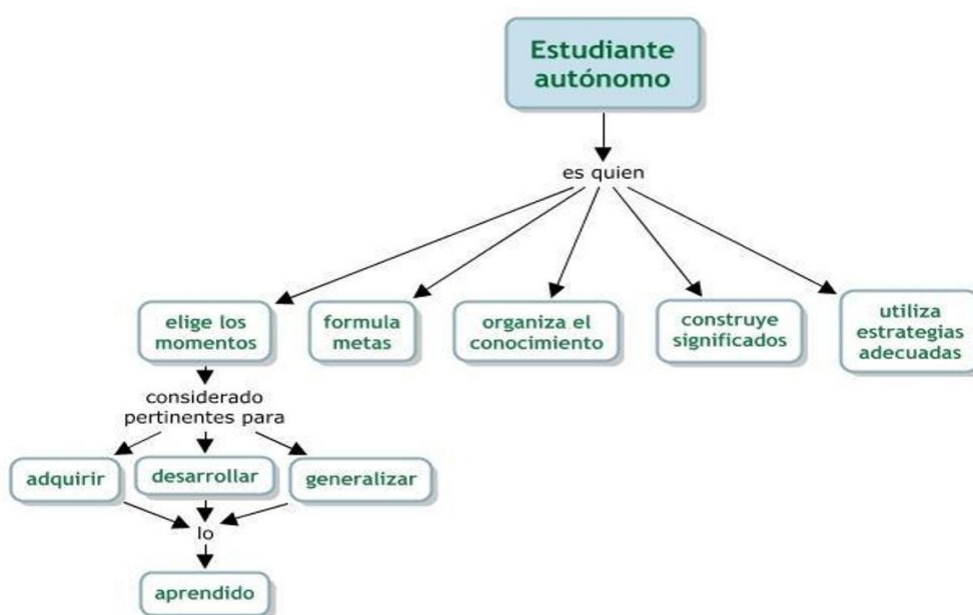 Estudiante
autónomo
es quien
elige los
momentos
formula
metas
organiza el
conocimiento
construye
significados
utiliza
estrategias
adecuadas
considerado
pertinentes para
adquirir
desarrollar
generalizar
lo
aprendido